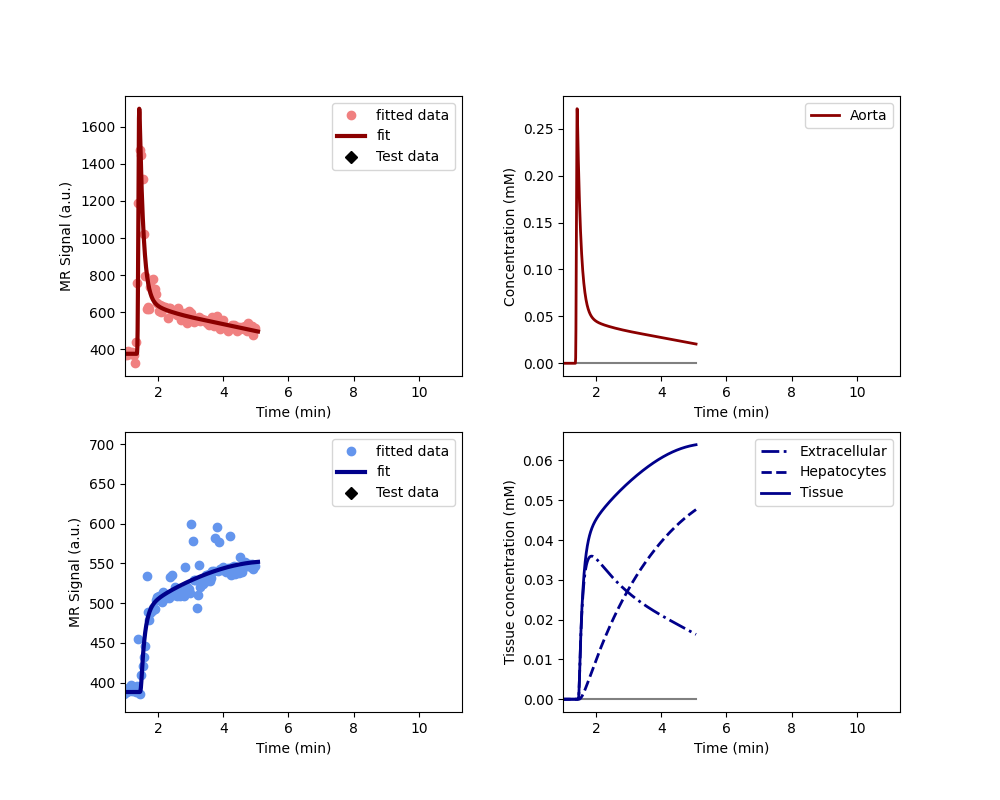 MR Signal (a.u.)
1600
1400
1200
1000
800
600
400
2 4 6 8 10
Time (min)
fitted data
fit
Test data
Concentration (mM)
0.25
0.20
0.15
0.10
0.05
0.00
2 4 6 8 10
Time (min)
Aorta
MR Signal (a.u.)
700
650
600
550
500
450
400
2 4 6 8 10
Time (min)
fitted data
fit
Test data
Tissue concentration (mM)
0.06
0.05
0.04
0.03
0.02
0.01
0.00
2 4 6 8 10
Time (min)
Extracellular
Hepatocytes
Tissue